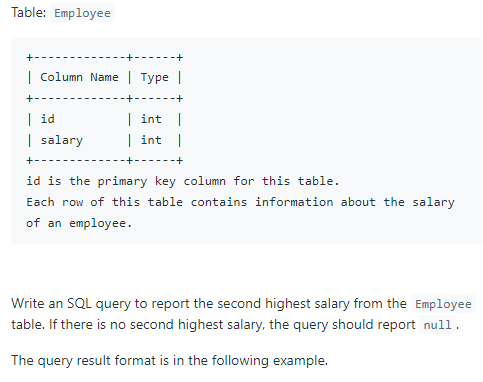 Table: Employee
+-------------+------+
| Column Name | Type |
+-------------+------+
| id          | int  |
| salary      | int  |
+-------------+------+
id is the primary key column for this table.
Each row of this table contains information about the salary
of an employee.
Write an SQL query to report the second highest salary from the Employee
table. If there is no second highest salary, the query should report null.
The query result format is in the following example.